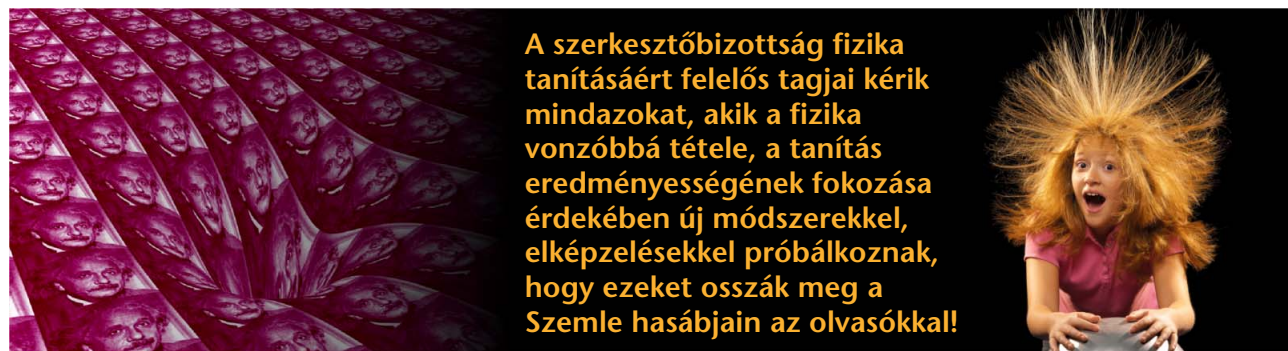 A szerkesztőbizottság fizika
tanításáért felelős tagjai kérik
mindazokat, akik a fizika
vonzóbbá tétele, a tanítás
eredményességének fokozása
érdekében új módszerekkel,
elképzelésekkel próbálkoznak,
hogy ezeket osszák meg a
Szemle hasábjain az olvasókkal!